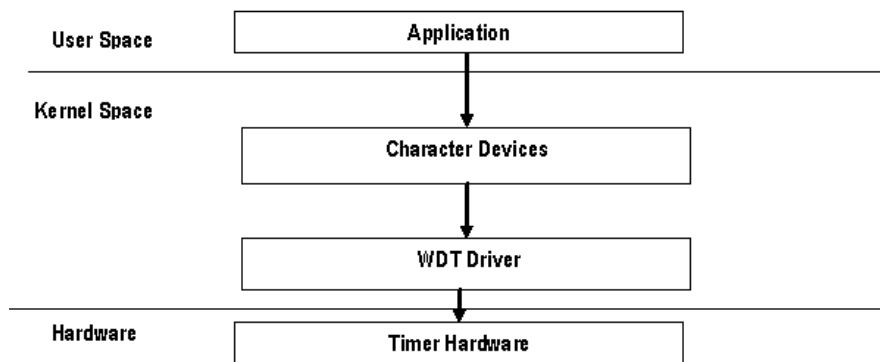 User Space
Application
Kernel Space
Character Devices
WDT Driver
Hardware
Timer Hardware